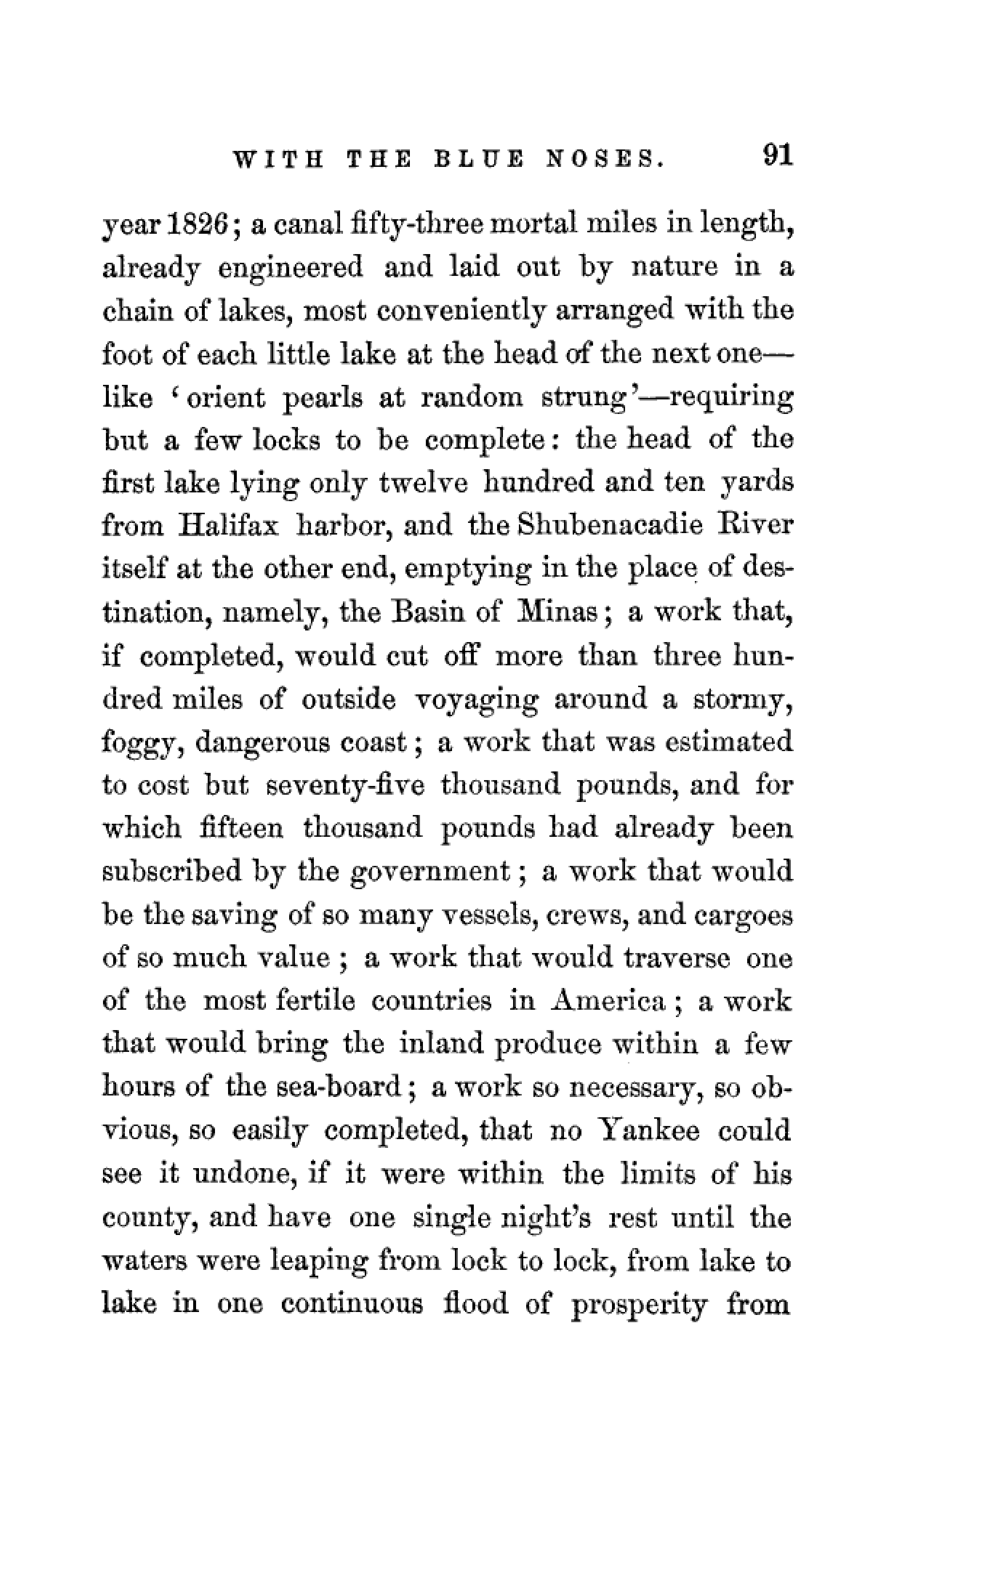 WITH THE BLUE NOSES. 91
year 1826; a canal fifty-three mortal miles in length,
already engineered and laid out by nature in a
chain of lakes, most conveniently arranged with the
foot of each little lake at the head of the next one—
like ‘orient pearls at random strung’—requiring
but a few locks to be complete: the head of the
first lake lying only twelve hundred and ten yards
from Halifax harbor, and the Shubenacadie River
itself at the other end, emptying in the place of des-
tination, namely, the Basin of Minas; a work that,
if completed, would cut off more than three hun-
dred miles of outside voyaging around a stormy,
foggy, dangerous coast; a work that was estimated
to cost but seventy-five thousand pounds, and for
which fifteen thousand pounds had already been
subscribed by the government; a work that would
be the saving of so many vessels, crews, and cargoes
of so much value; a work that would traverse one
of the most fertile countries in America; a work
that would bring the inland produce within a few
hours of the sea-board; a work so necessary, so ob-
vious, so easily completed, that no Yankee could
see it undone, if it were within the limits of his
county, and have one single night’s rest until the
waters were leaping from lock to lock, from lake to
lake in one continuous flood of prosperity from